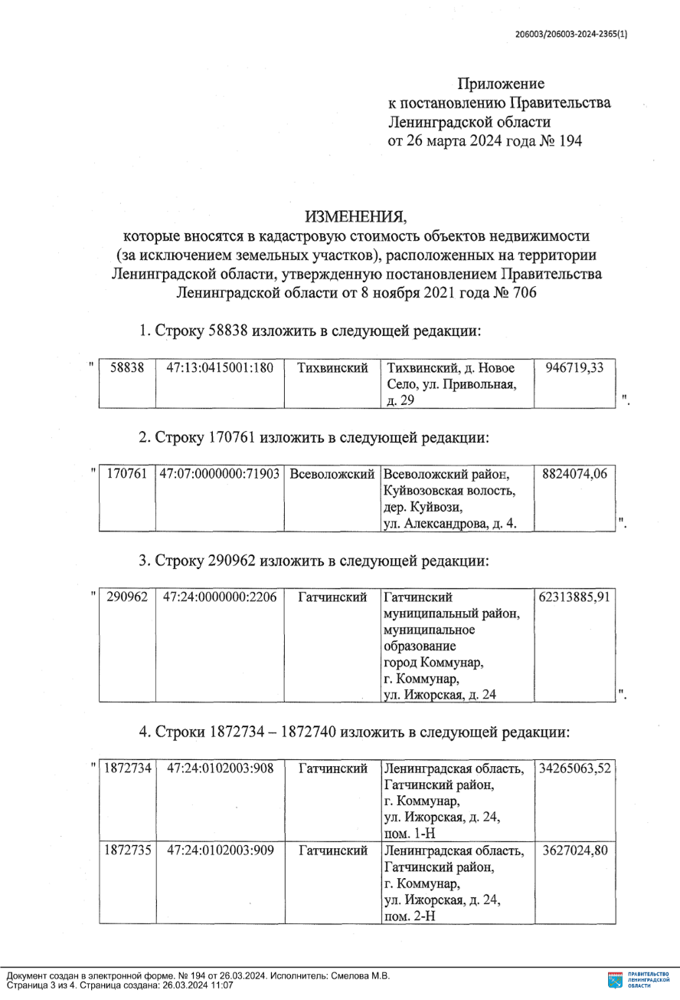 206003/206003-2024-2365(1)
Приложение
к постановлению Правительства
Ленинградской области
от 26 марта 2024 года № 194
ИЗМЕНЕНИЯ,
которые вносятся в кадастровую стоимость объектов недвижимости
(за исключением земельных участков), расположенных на территории
Ленинградской области, утвержденную постановлением Правительства
Ленинградской области от 8 ноября 2021 года № 706
1. Строку 58838 изложить в следующей редакции:
" 58838 47:13:0415001:180 Тихвинский Тихвинский, д. Новое 946719,33
Село, ул. Привольная,
д. 29 ".
2. Строку 170761 изложить в следующей редакции:
" 170761 47:07:0000000:71903 Всеволожский Всеволожский район, 8824074,06
Куйвозовская волость,
дер. Куйвози,
ул. Александрова, д. 4. ".
3. Строку 290962 изложить в следующей редакции:
" 290962 47:24:0000000:2206 Гатчинский Гатчинский 62313885,91
муниципальный район,
муниципальное
образование
город Коммунар,
г. Коммунар,
ул. Ижорская, д. 24 ".
4. Строки 1872734 – 1872740 изложить в следующей редакции:
" 1872734 47:24:0102003:908 Гатчинский Ленинградская область, 34265063,52
Гатчинский район,
г. Коммунар,
ул. Ижорская, д. 24,
пом. 1-Н
1872735 47:24:0102003:909 Гатчинский Ленинградская область, 3627024,80
Гатчинский район,
г. Коммунар,
ул. Ижорская, д. 24,
пом. 2-Н
Документ создан в электронной форме. № 194 от 26.03.2024. Исполнитель: Смелова М.В.
Страница 3 из 4. Страница создана: 26.03.2024 11:07
ПРАВИТЕЛЬСТВО
ЛЕНИНГРАДСКОЙ
ОБЛАСТИ